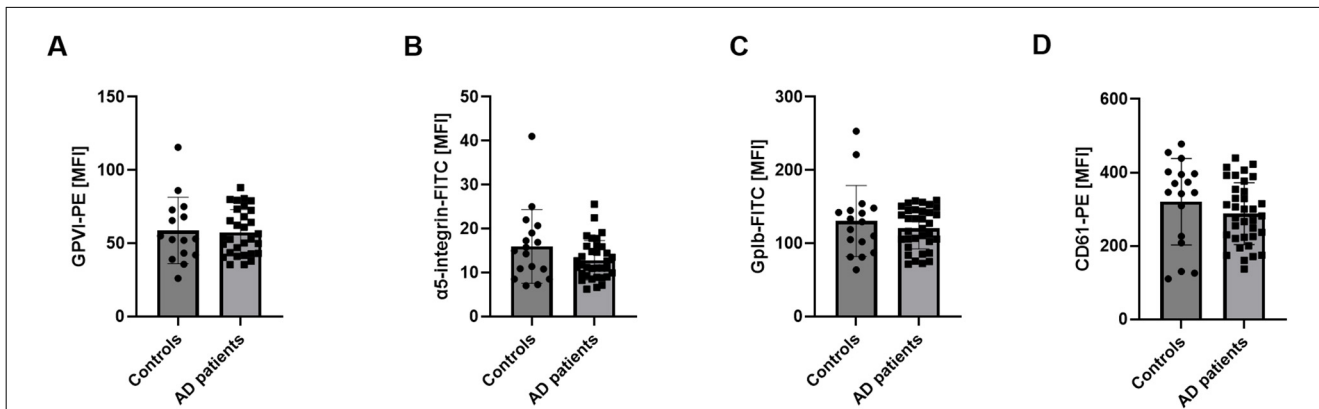 A
GPVI-PE [MFI]
150
100
50
0
Controls
AD patients
B
α5-integrin-FITC [MFI]
50
40
30
20
10
0
Controls
AD patients
C
GpIb-FITC [MFI]
300
200
100
0
Controls
AD patients
D
CD61-PE [MFI]
600
400
200
0
Controls
AD patients